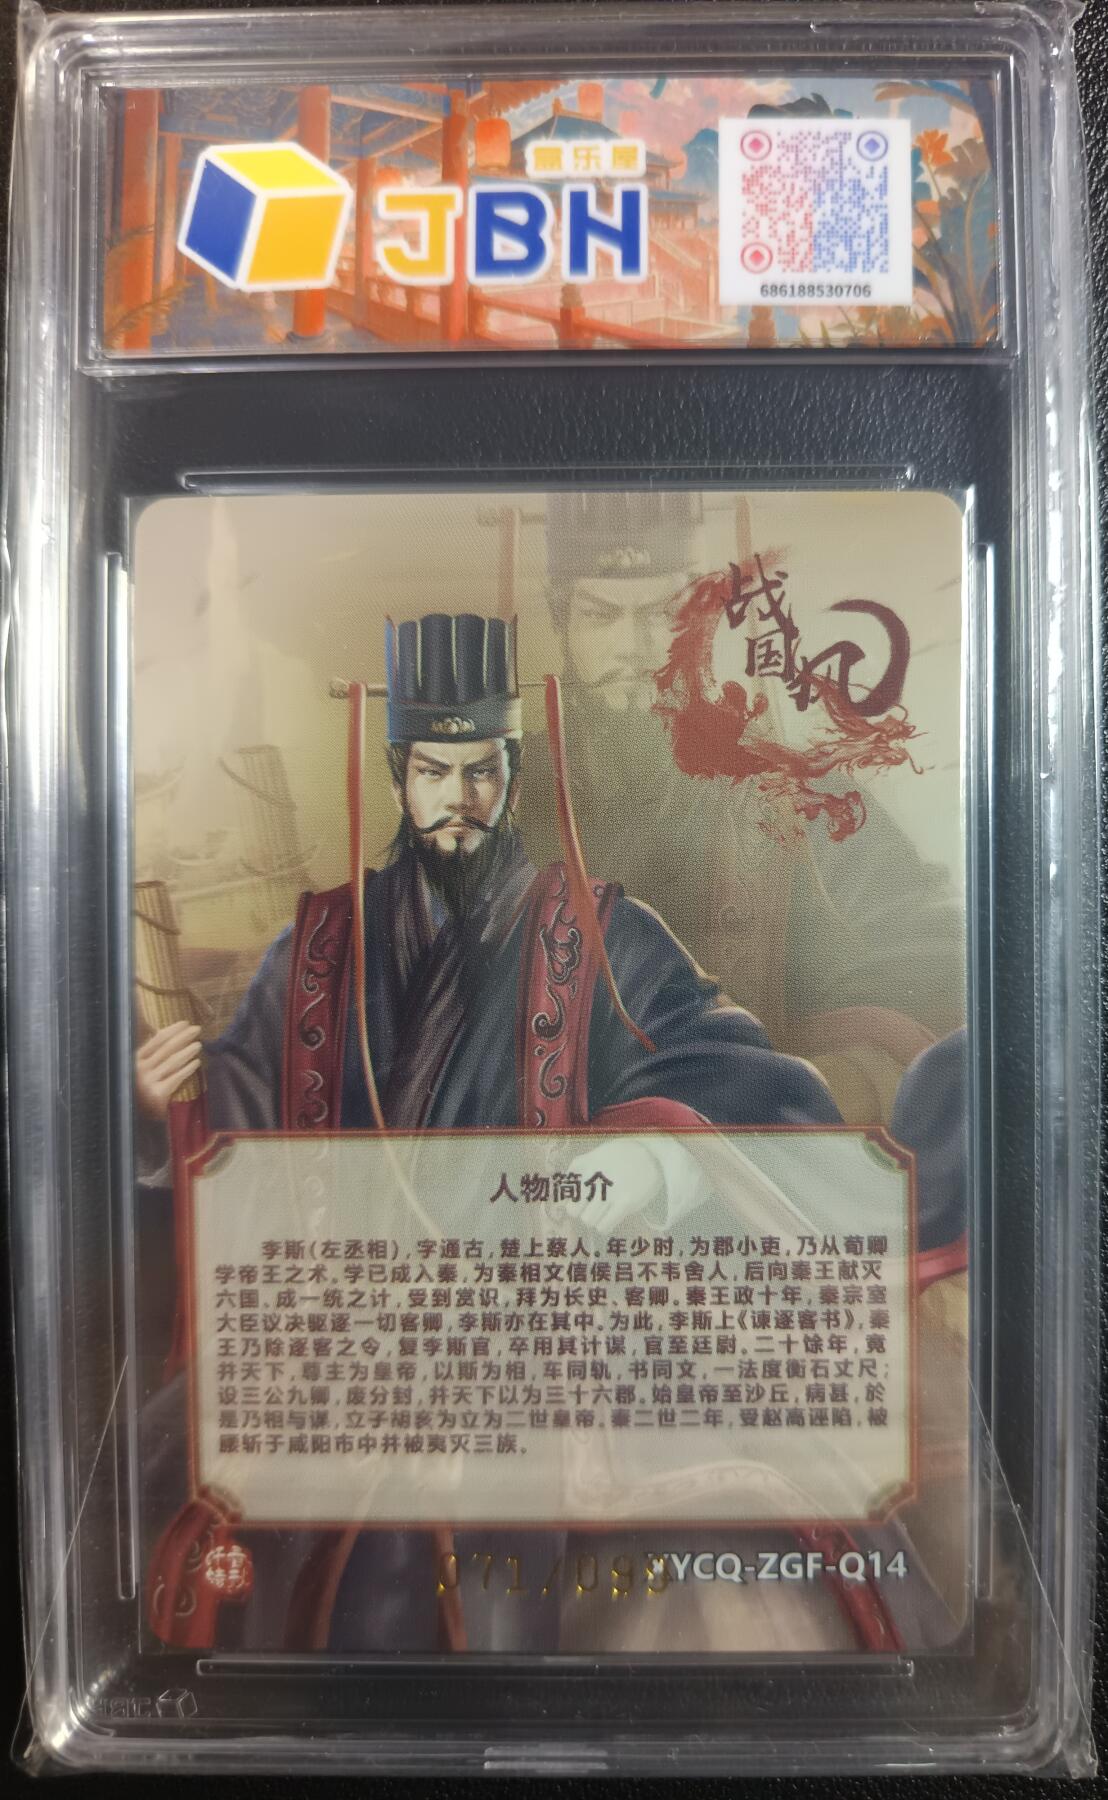 盒乐屋
JBH
686188530706
战国风
人物简介
李斯(左丞相),字通古,楚上蔡人。年少时,为郡小吏,乃从荀卿
学帝王之术。学已成入秦,为秦相文信侯吕不韦舍人,后向秦王献灭
六国、成一统之计,受到赏识,拜为长史、客卿。秦王政十年,秦宗室
大臣议决驱逐一切客卿,李斯亦在其中。为此,李斯上《谏逐客书》,秦
王乃除逐客之令,复李斯官,卒用其计谋,官至廷尉。二十馀年,竟
并天下,尊主为皇帝,以斯为相,车同轨,书同文,一法度衡石丈尺;
设三公九卿,废分封,并天下以为三十六郡。始皇帝至沙丘,病甚,於
是乃相与谋,立子胡亥为立为二世皇帝。秦二世二年,受赵高诬陷,被
腰斩于咸阳市中并被夷灭三族。
071/099
XYCQ-ZGF-Q14